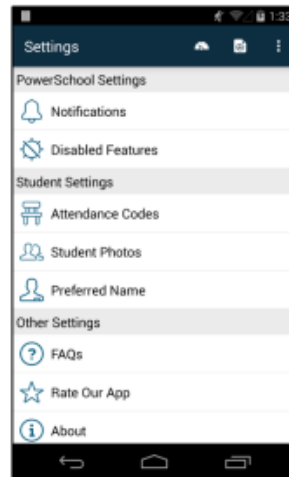 1:33
Settings
PowerSchool Settings
Notifications
Disabled Features
Student Settings
Attendance Codes
Student Photos
Preferred Name
Other Settings
FAQs
Rate Our App
About